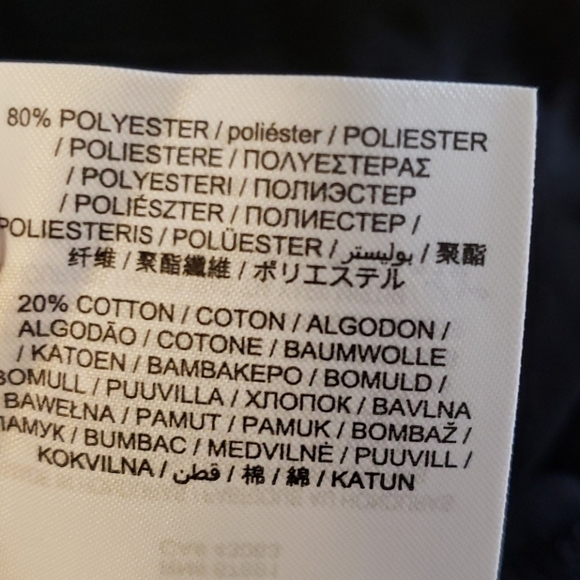 80% POLYESTER / poliéster / POLIESTER
/ POLIESTERE / ΠΟΛΥΕΣΤΕΡΑΣ
/ POLYESTERI / ПОЛИЭСТЕР
/ POLIÉSZTER / ПОЛИЕСТЕР /
POLIESTERIS / POLÜESTER / بوليستر / 聚酯
纤维 / 聚酯纖維 / ポリエステル
20% COTTON / COTON / ALGODON /
ALGODÃO / COTONE / BAUMWOLLE
/ KATOEN / BAMBAKEPO / BOMULD /
BOMULL / PUUVILLA / ХЛОПОК / BAVLNA
BAWEŁNA / PAMUT / PAMUK / BOMBAŽ /
ПАМУК / BUMBAC / MEDVILNĖ / PUUVILL /
KOKVILNA / قطن / 棉 / 綿 / KATUN